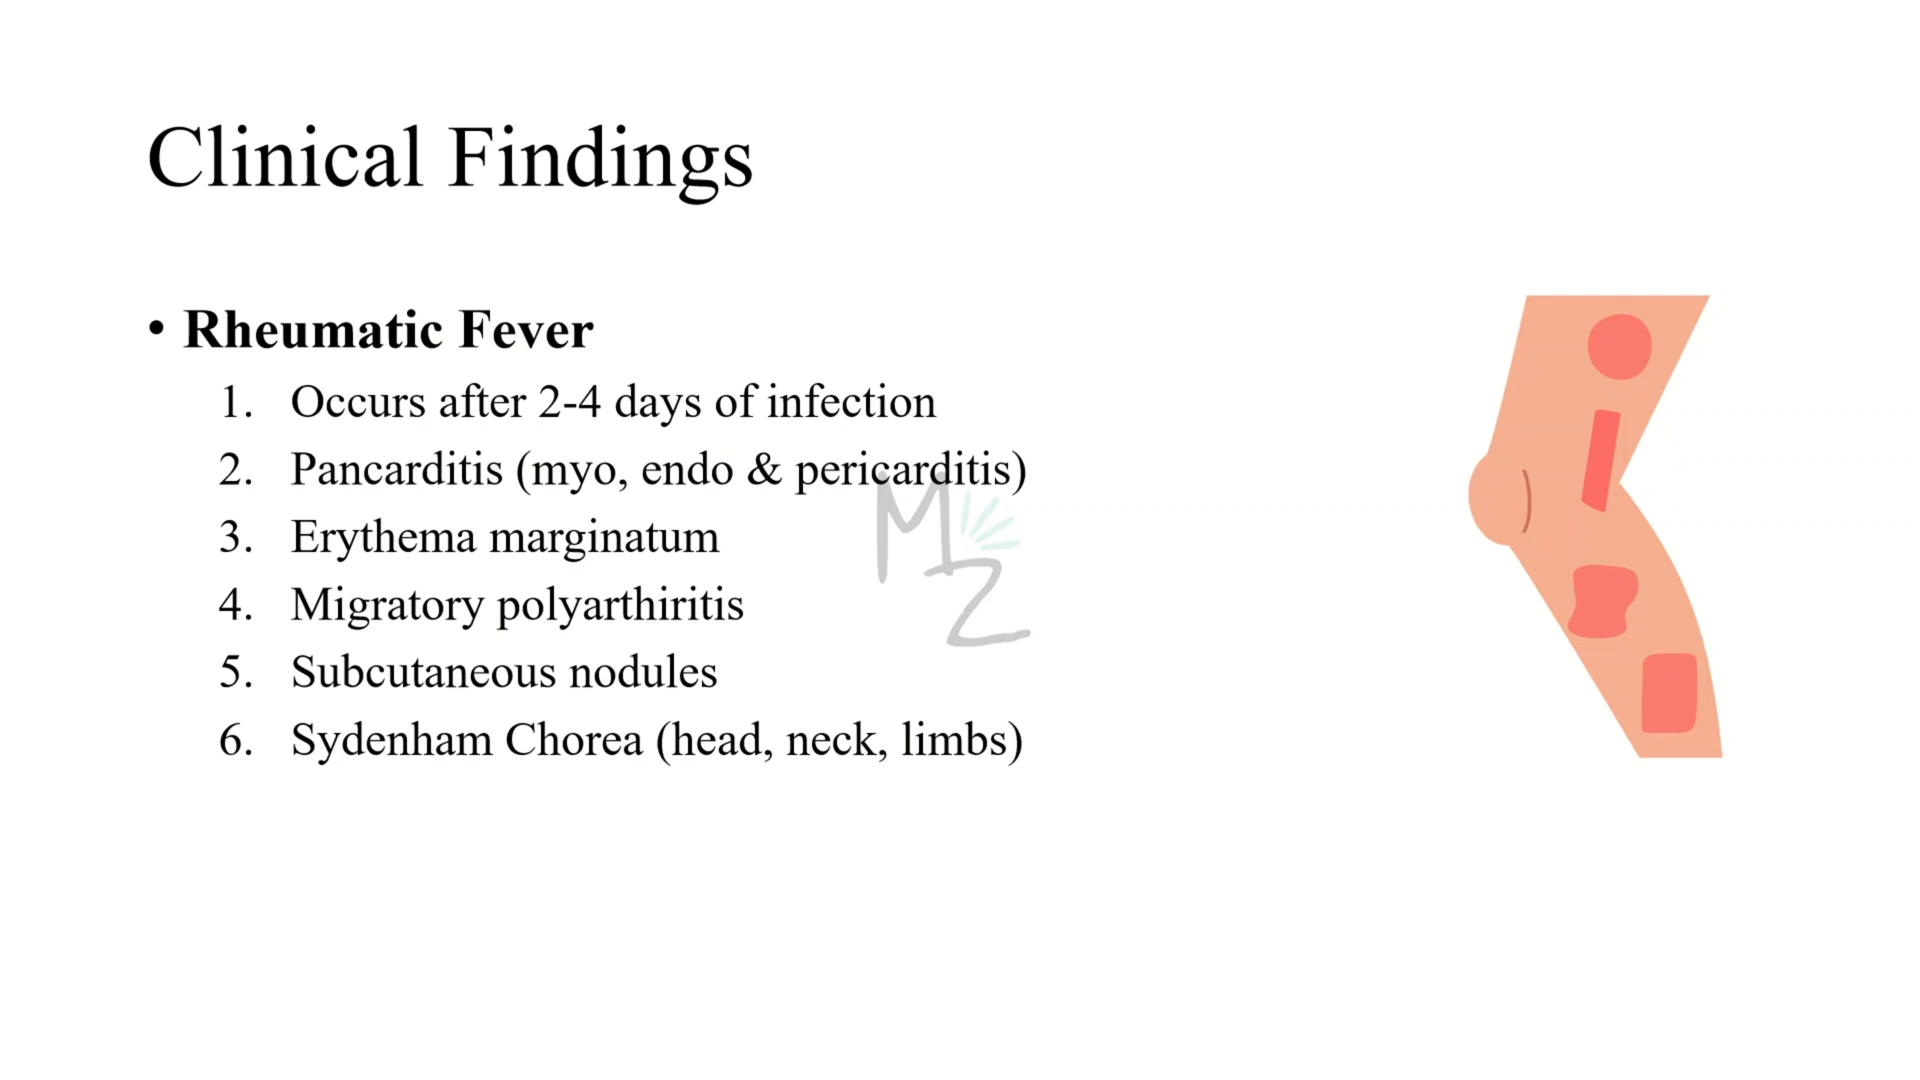 Clinical Findings
• Rheumatic Fever
1. Occurs after 2-4 days of infection
2. Pancarditis (myo, endo & pericarditis)
3. Erythema marginatum
4. Migratory polyarthiritis
5. Subcutaneous nodules
6. Sydenham Chorea (head, neck, limbs)
MZ